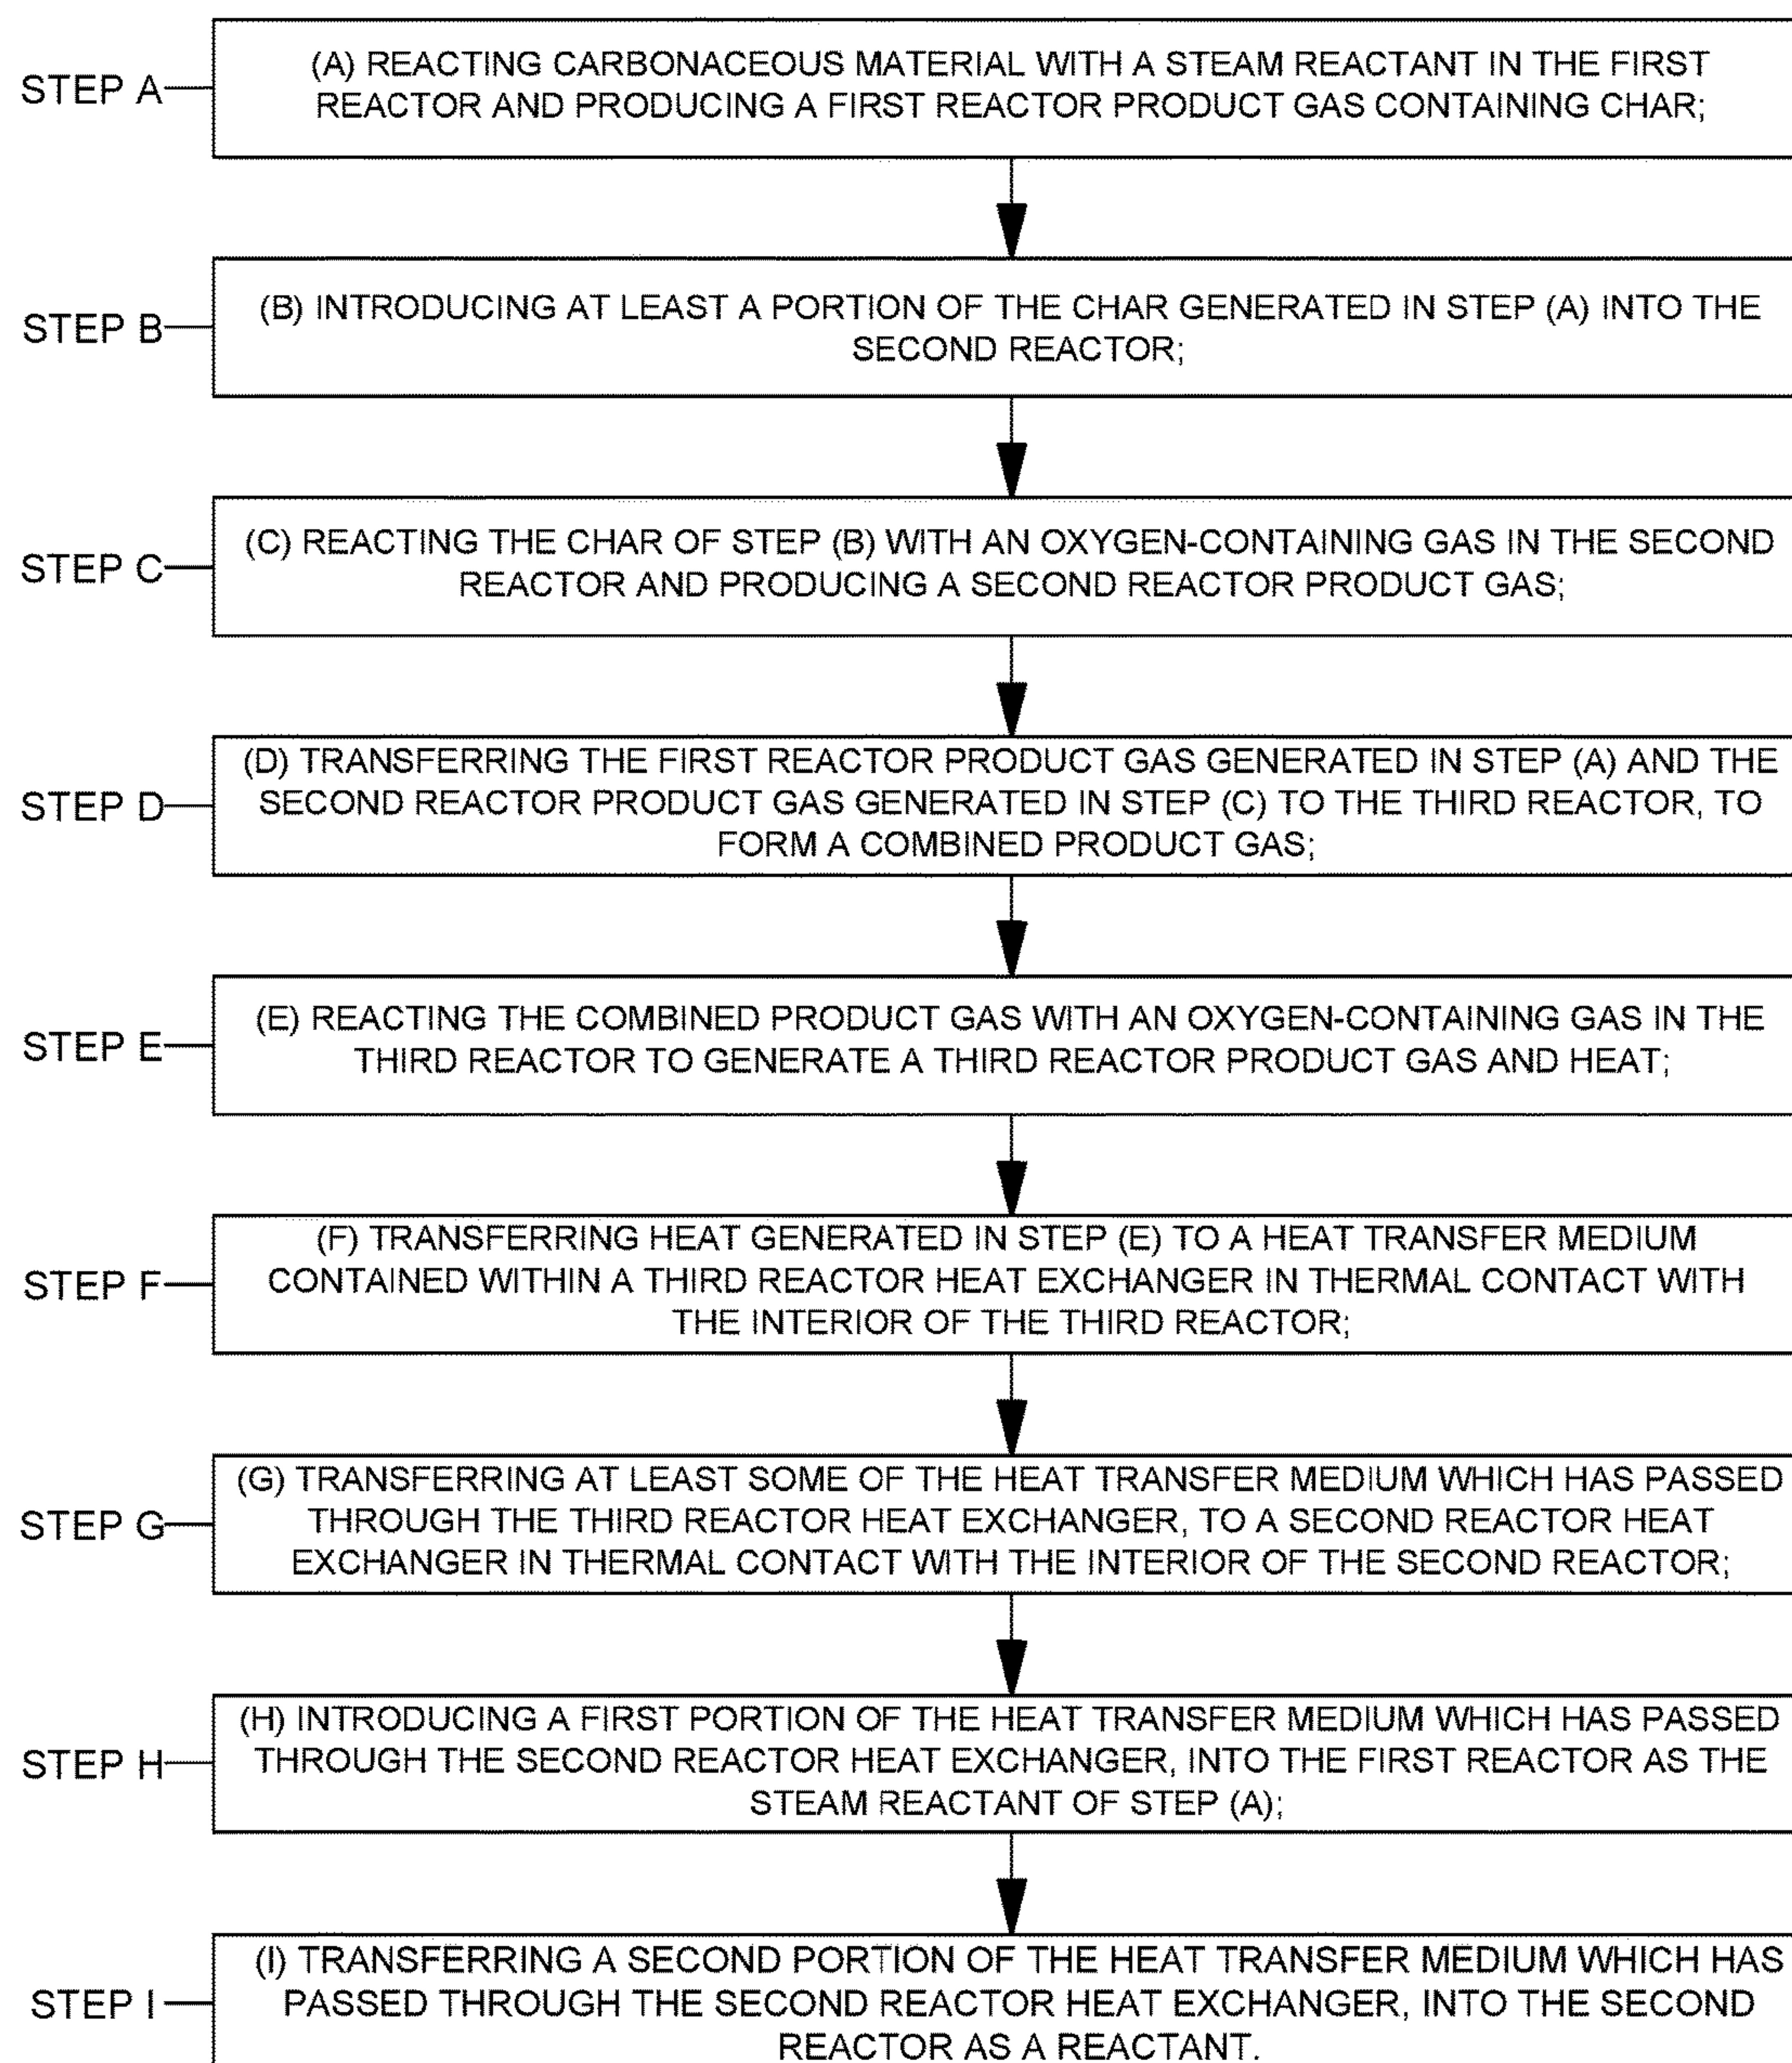 STEP A
(A) REACTING CARBONACEOUS MATERIAL WITH A STEAM REACTANT IN THE FIRST
REACTOR AND PRODUCING A FIRST REACTOR PRODUCT GAS CONTAINING CHAR;
STEP B
(B) INTRODUCING AT LEAST A PORTION OF THE CHAR GENERATED IN STEP (A) INTO THE
SECOND REACTOR;
STEP C
(C) REACTING THE CHAR OF STEP (B) WITH AN OXYGEN-CONTAINING GAS IN THE SECOND
REACTOR AND PRODUCING A SECOND REACTOR PRODUCT GAS;
STEP D
(D) TRANSFERRING THE FIRST REACTOR PRODUCT GAS GENERATED IN STEP (A) AND THE
SECOND REACTOR PRODUCT GAS GENERATED IN STEP (C) TO THE THIRD REACTOR, TO
FORM A COMBINED PRODUCT GAS;
STEP E
(E) REACTING THE COMBINED PRODUCT GAS WITH AN OXYGEN-CONTAINING GAS IN THE
THIRD REACTOR TO GENERATE A THIRD REACTOR PRODUCT GAS AND HEAT;
STEP F
(F) TRANSFERRING HEAT GENERATED IN STEP (E) TO A HEAT TRANSFER MEDIUM
CONTAINED WITHIN A THIRD REACTOR HEAT EXCHANGER IN THERMAL CONTACT WITH
THE INTERIOR OF THE THIRD REACTOR;
STEP G
(G) TRANSFERRING AT LEAST SOME OF THE HEAT TRANSFER MEDIUM WHICH HAS PASSED
THROUGH THE THIRD REACTOR HEAT EXCHANGER, TO A SECOND REACTOR HEAT
EXCHANGER IN THERMAL CONTACT WITH THE INTERIOR OF THE SECOND REACTOR;
STEP H
(H) INTRODUCING A FIRST PORTION OF THE HEAT TRANSFER MEDIUM WHICH HAS PASSED
THROUGH THE SECOND REACTOR HEAT EXCHANGER, INTO THE FIRST REACTOR AS THE
STEAM REACTANT OF STEP (A);
STEP I
(I) TRANSFERRING A SECOND PORTION OF THE HEAT TRANSFER MEDIUM WHICH HAS
PASSED THROUGH THE SECOND REACTOR HEAT EXCHANGER, INTO THE SECOND
REACTOR AS A REACTANT.